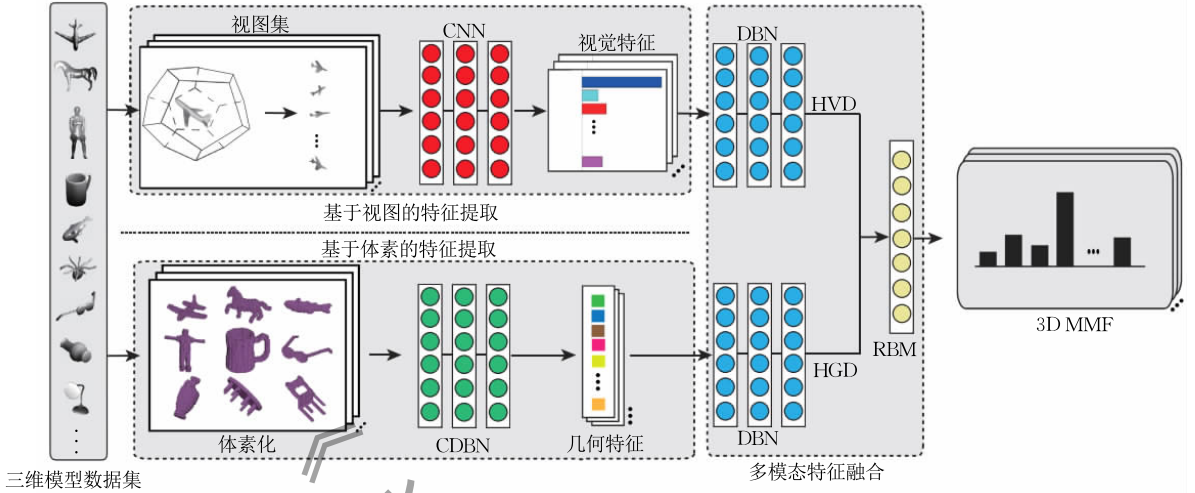 视图集
CNN
视觉特征
DBN
HVD
基于视图的特征提取
基于体素的特征提取
体素化
CDBN
几何特征
HGD
DBN
RBM
3D MMF
三维模型数据集
多模态特征融合